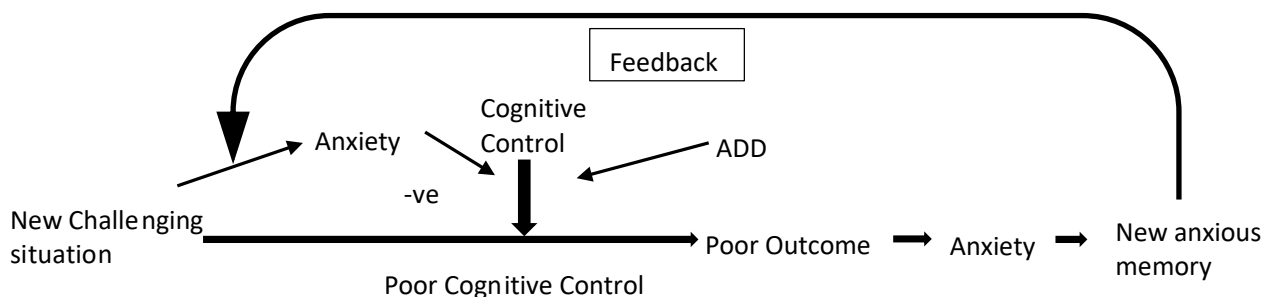 Feedback
Cognitive
Control
Anxiety
ADD
-ve
New Challenging
situation
Poor Outcome
Anxiety
New anxious
memory
Poor Cognitive Control